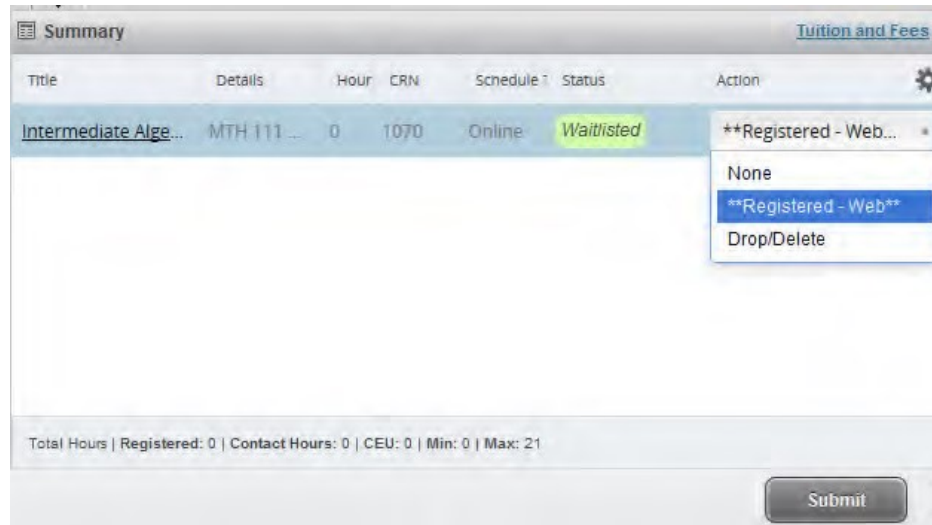 Summary Tuition and Fees
Title Details Hour CRN Schedule T Status Action
Intermediate Alge... MTH 111 ... 0 1070 Online Waitlisted **Registered - Web...
None
**Registered - Web**
Drop/Delete
Total Hours | Registered: 0 | Contact Hours: 0 | CEU: 0 | Min: 0 | Max: 21
Submit